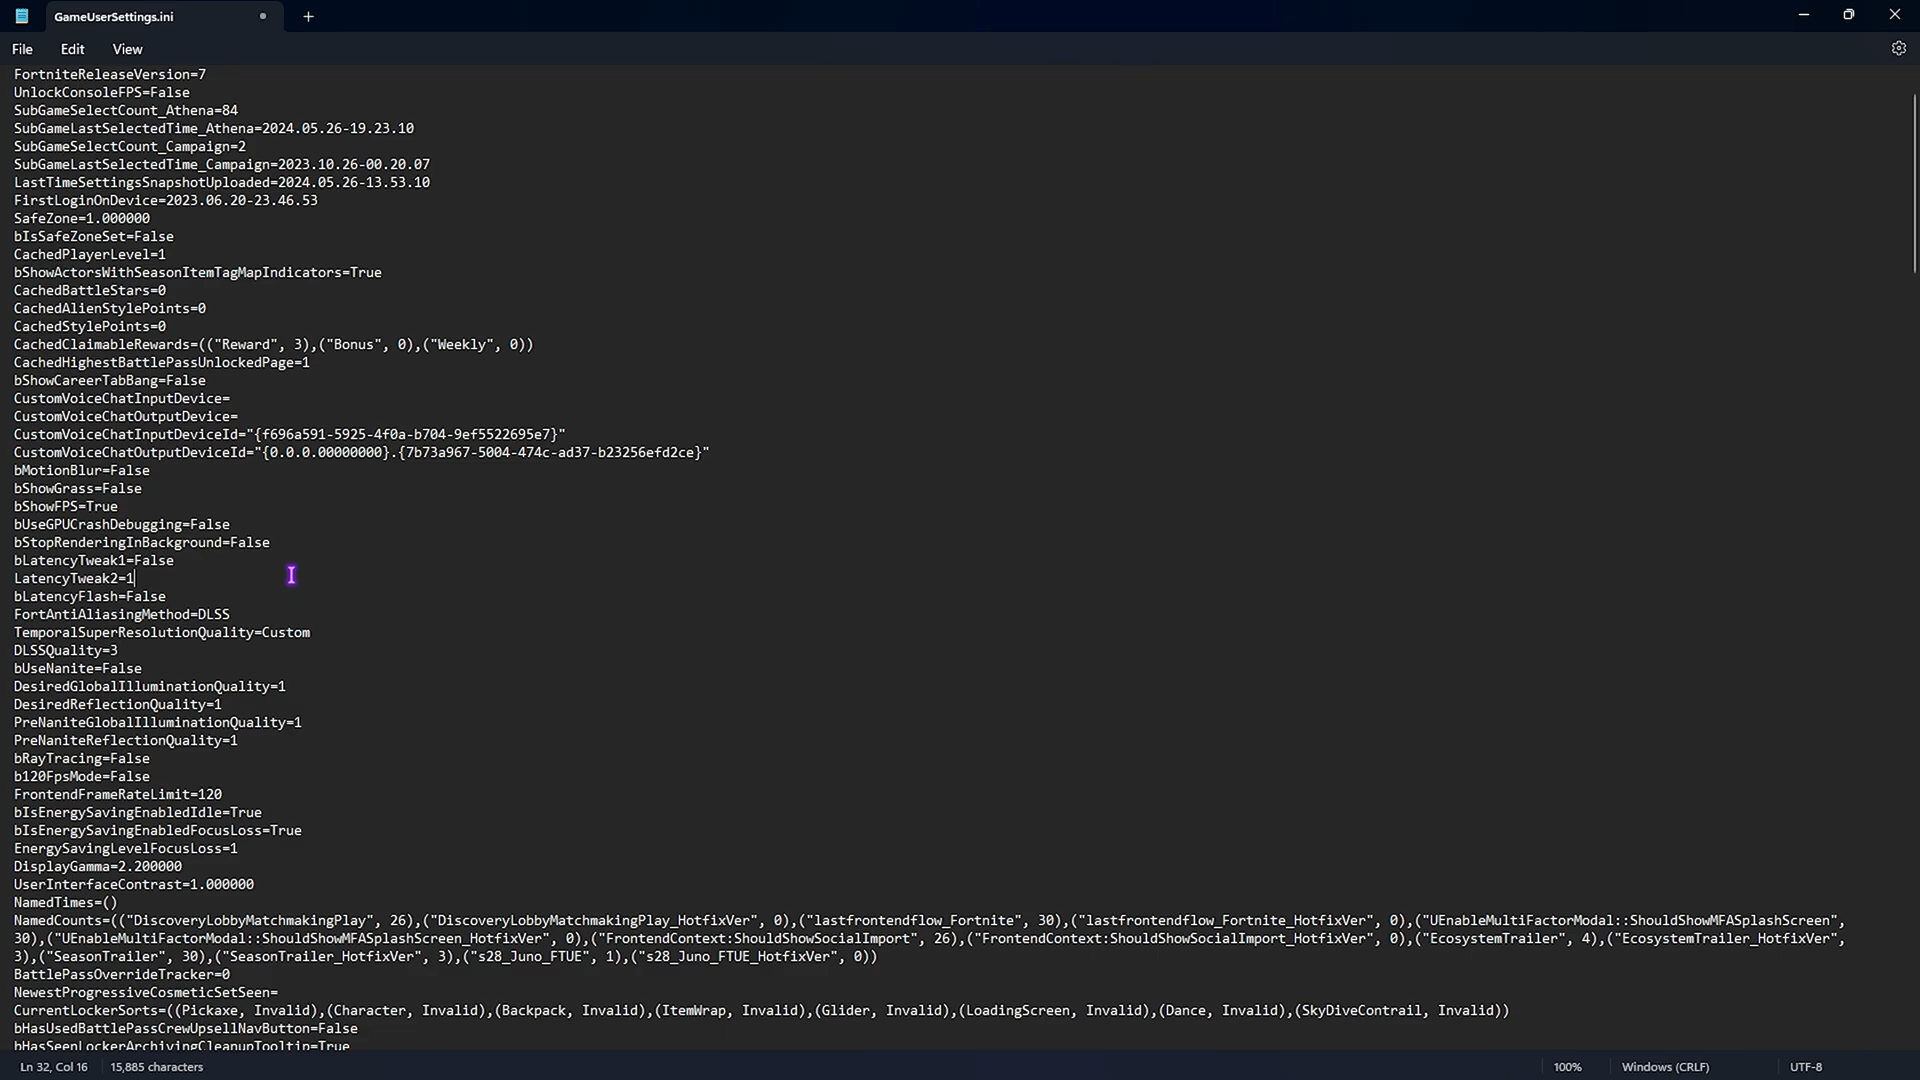 GameUserSettings.ini
File Edit View
FortniteReleaseVersion=7
UnlockConsoleFPS=False
SubGameSelectCount_Athena=84
SubGameLastSelectedTime_Athena=2024.05.26-19.23.10
SubGameSelectCount_Campaign=2
SubGameLastSelectedTime_Campaign=2023.10.26-00.20.07
LastTimeSettingsSnapshotUploaded=2024.05.26-13.53.10
FirstLoginOnDevice=2023.06.20-23.46.53
SafeZone=1.000000
bIsSafeZoneSet=False
CachedPlayerLevel=1
bShowActorsWithSeasonItemTagMapIndicators=True
CachedBattleStars=0
CachedAlienStylePoints=0
CachedStylePoints=0
CachedClaimableRewards=(("Reward", 3),("Bonus", 0),("Weekly", 0))
CachedHighestBattlePassUnlockedPage=1
bShowCareerTabBang=False
CustomVoiceChatInputDevice=
CustomVoiceChatOutputDevice=
CustomVoiceChatInputDeviceId="{f696a591-5925-4f0a-b704-9ef5522695e7}"
CustomVoiceChatOutputDeviceId="{0.0.0.00000000}.{7b73a967-5004-474c-ad37-b23256efd2ce}"
bMotionBlur=False
bShowGrass=False
bShowFPS=True
bUseGPUCrashDebugging=False
bStopRenderingInBackground=False
bLatencyTweak1=False
LatencyTweak2=1
bLatencyFlash=False
FortAntiAliasingMethod=DLSS
TemporalSuperResolutionQuality=Custom
DLSSQuality=3
bUseNanite=False
DesiredGlobalIlluminationQuality=1
DesiredReflectionQuality=1
PreNaniteGlobalIlluminationQuality=1
PreNaniteReflectionQuality=1
bRayTracing=False
b120FpsMode=False
FrontendFrameRateLimit=120
bIsEnergySavingEnabledIdle=True
bIsEnergySavingEnabledFocusLoss=True
EnergySavingLevelFocusLoss=1
DisplayGamma=2.200000
UserInterfaceContrast=1.000000
NamedTimes=()
NamedCounts=(("DiscoveryLobbyMatchmakingPlay", 26),("DiscoveryLobbyMatchmakingPlay_HotfixVer", 0),("lastfrontendflow_Fortnite", 30),("lastfrontendflow_Fortnite_HotfixVer", 0),("UEnableMultiFactorModal::ShouldShowMFASplashScreen",
30),("UEnableMultiFactorModal::ShouldShowMFASplashScreen_HotfixVer", 0),("FrontendContext:ShouldShowSocialImport", 26),("FrontendContext:ShouldShowSocialImport_HotfixVer", 0),("EcosystemTrailer", 4),("EcosystemTrailer_HotfixVer",
3),("SeasonTrailer", 30),("SeasonTrailer_HotfixVer", 3),("s28_Juno_FTUE", 1),("s28_Juno_FTUE_HotfixVer", 0))
BattlePassOverrideTracker=0
NewestProgressiveCosmeticSetSeen=
CurrentLockerSorts=((Pickaxe, Invalid),(Character, Invalid),(Backpack, Invalid),(ItemWrap, Invalid),(Glider, Invalid),(LoadingScreen, Invalid),(Dance, Invalid),(SkyDiveContrail, Invalid))
bHasUsedBattlePassCrewUpsellNavButton=False
bHasSeenLockerArchivingCleanupTooltip=True
Ln 32, Col 16 15,885 characters 100% Windows (CRLF) UTF-8